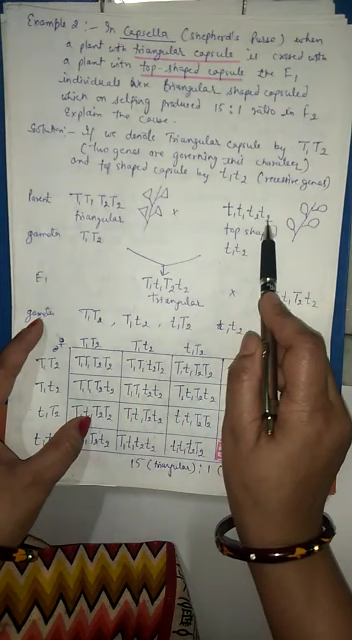 Example 2:- In Capsella (Shepherd's Purse) when
a plant with triangular capsule is crossed with
a plant with top-shaped capsule the F1
individuals triangular shaped capsules
which on selfing produced 15:1 ratio in F2
Explain the cause.
Solution:- If we denote Triangular capsule by T1T2
(Two genes are governing this character)
and top shaped capsule by t1t2 (recessive genes)
Parent T1T1T2T2 x t1t1t2t2
triangular top
gametes T1T2 t1t2
F1 T1t1T2t2 x T2t2
triangular
gametes T1T2, T1t2, t1T2 t1t2
T1T2 T1t2 t1T2
T1T2 T1T1T2T2 T1T1T2t2
T1t2 T1T1T2t2 T1T1t2t2 T1t1T2t2
t1T2 T1t1T2T2 T1t1T2t2 t1t1T2T2
T1t1t2t2 t1t1T2t2
15 (triangular) : 1